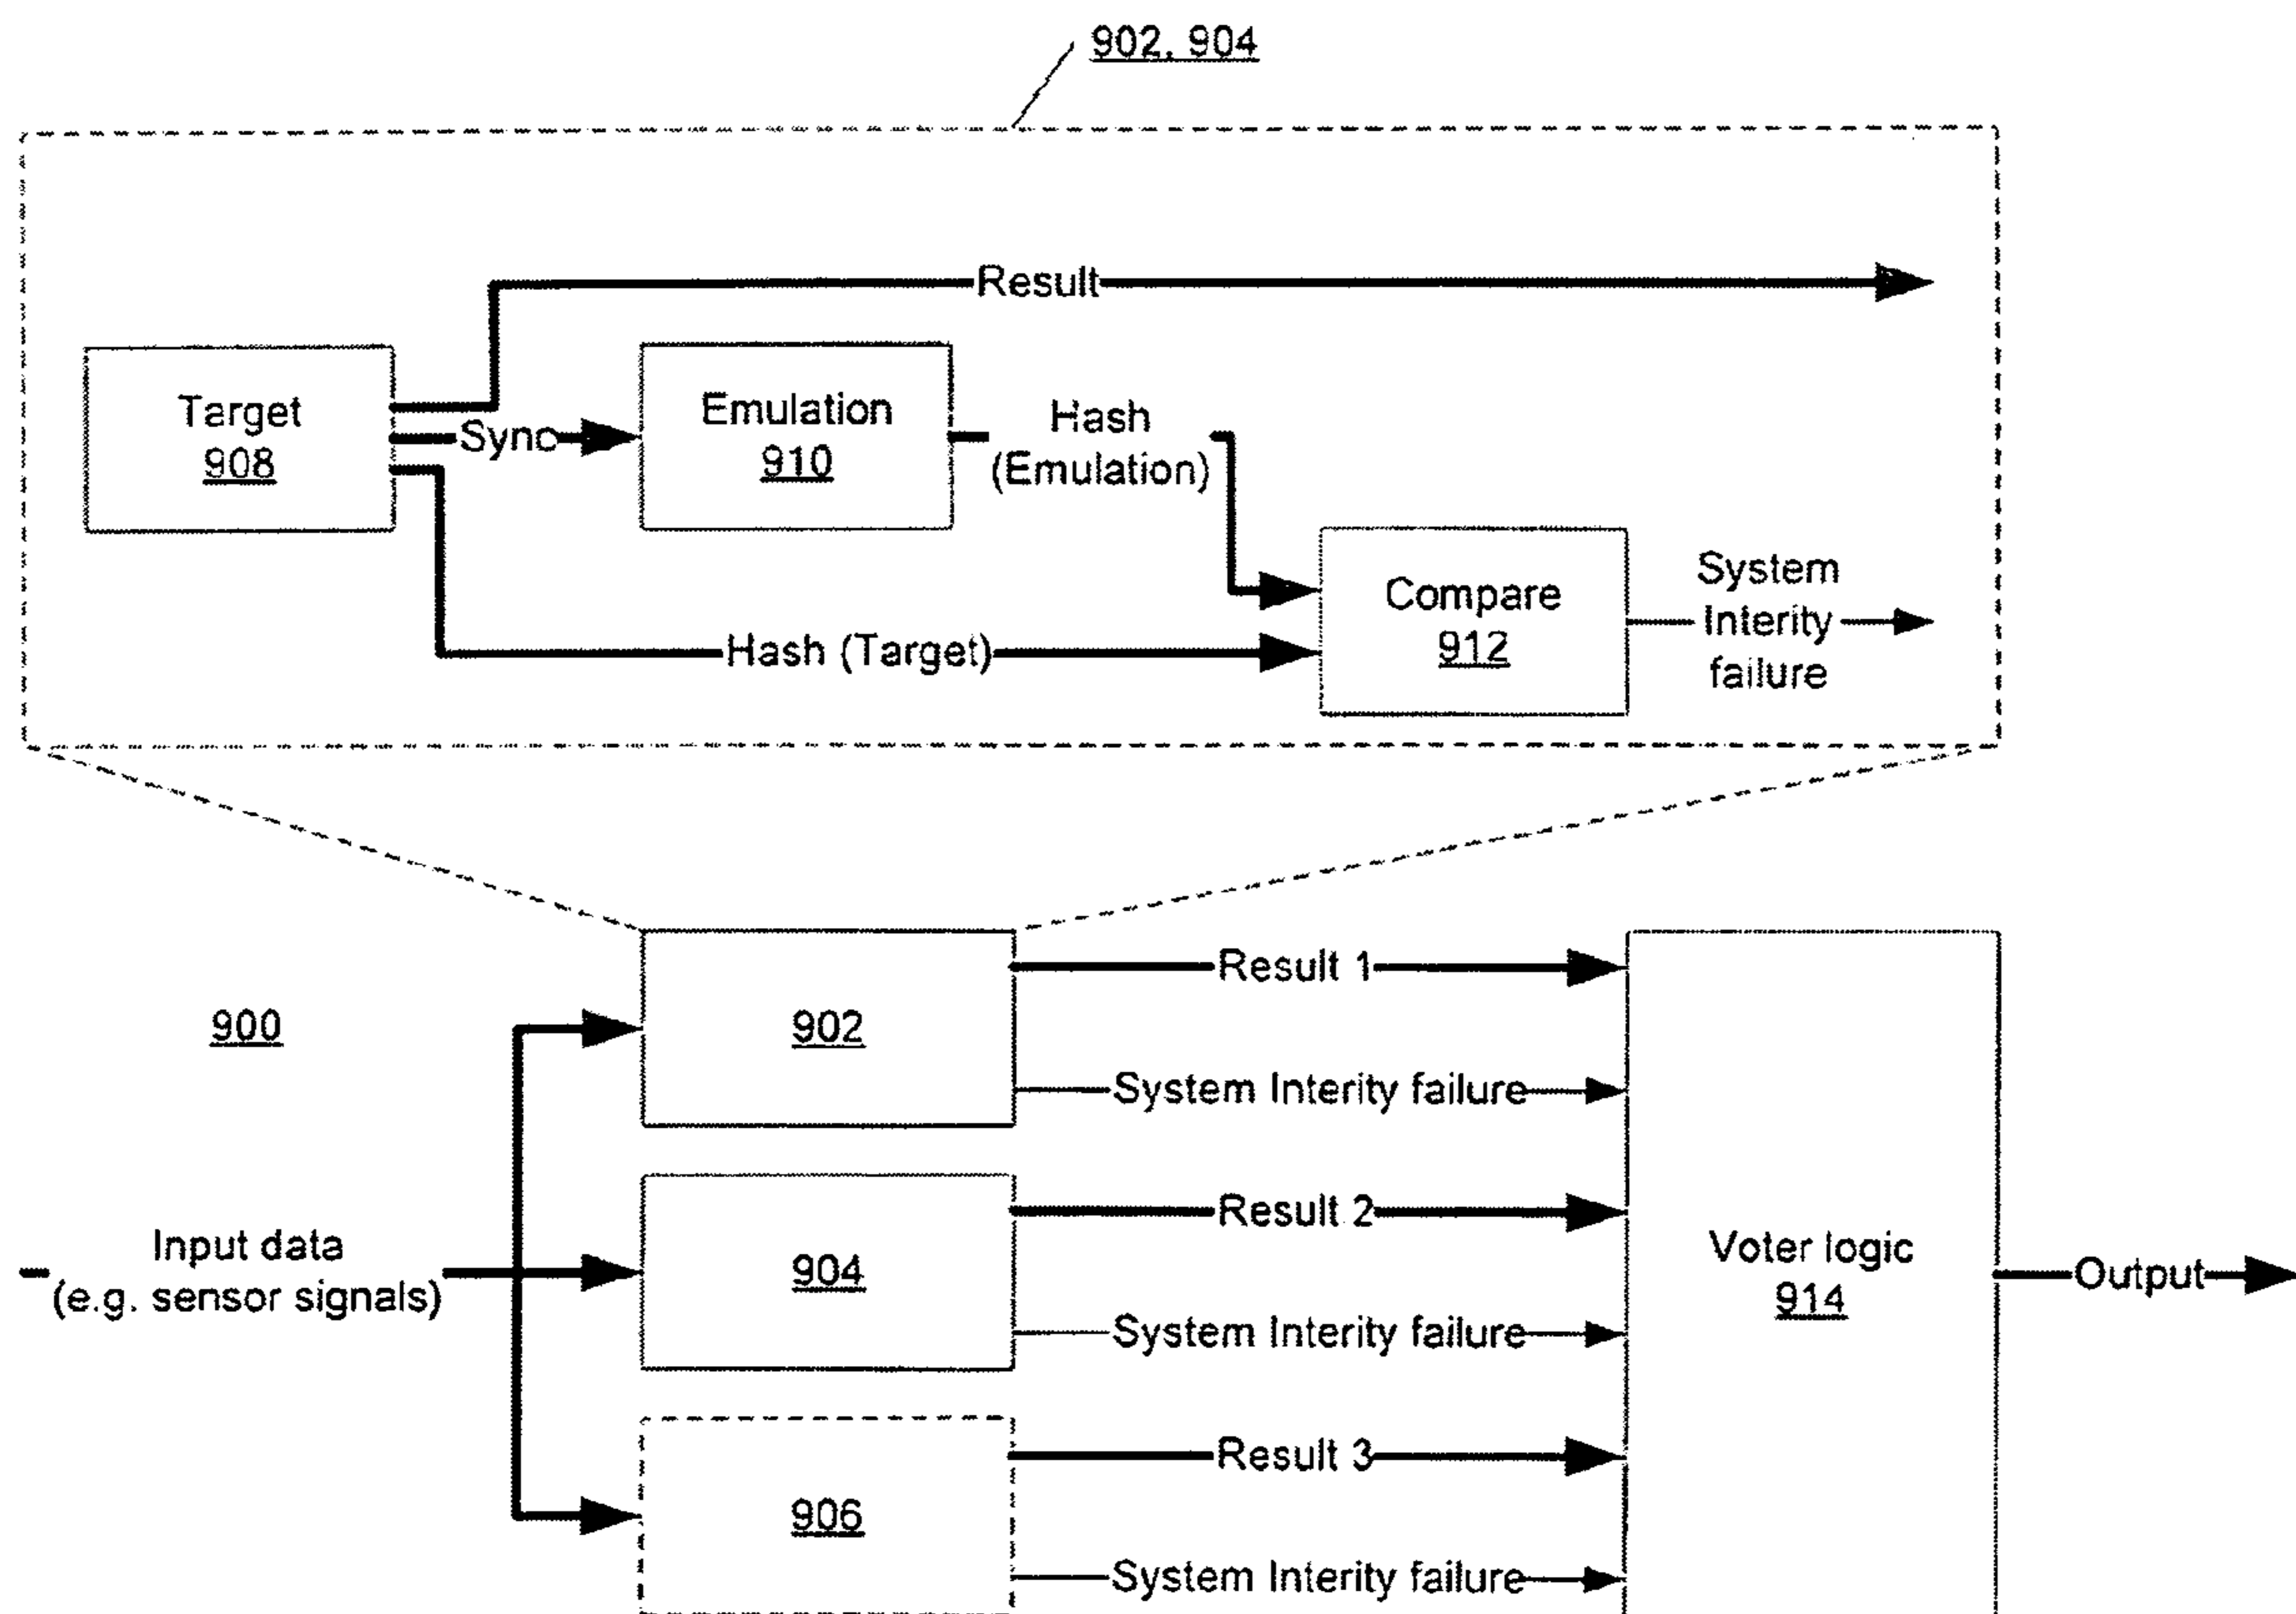 902, 904
Result
Target
908
Sync
Emulation
910
Hash
(Emulation)
Hash (Target)
Compare
912
System
Interity
failure
900
902
Result 1
System Interity failure
Input data
(e.g. sensor signals)
904
Result 2
System Interity failure
906
Result 3
System Interity failure
Voter logic
914
Output